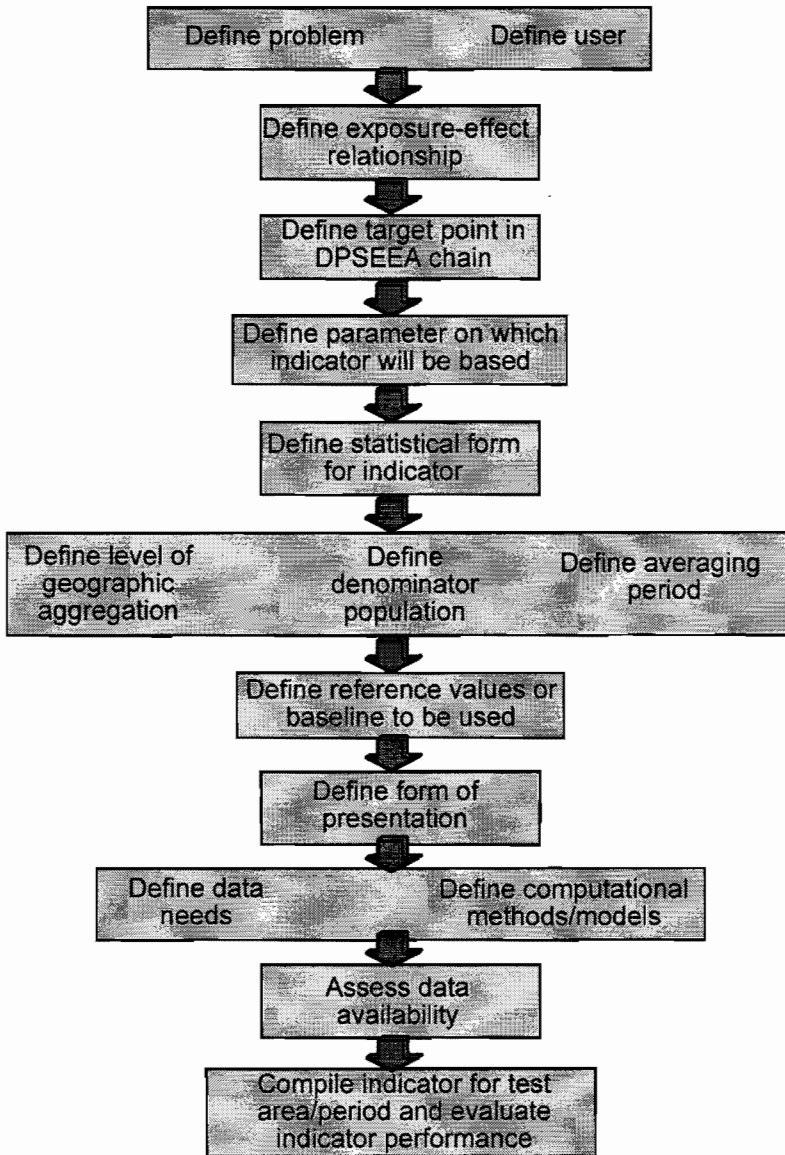 Define problem Define user
Define exposure-effect
relationship
Define target point in
DPSEEA chain
Define parameter on which
indicator will be based
Define statistical form
for indicator
Define level of
geographic
aggregation
Define
denominator
population
Define averaging
period
Define reference values or
baseline to be used
Define form of
presentation
Define data
needs
Define computational
methods/models
Assess data
availability
Compile indicator for test
area/period and evaluate
indicator performance